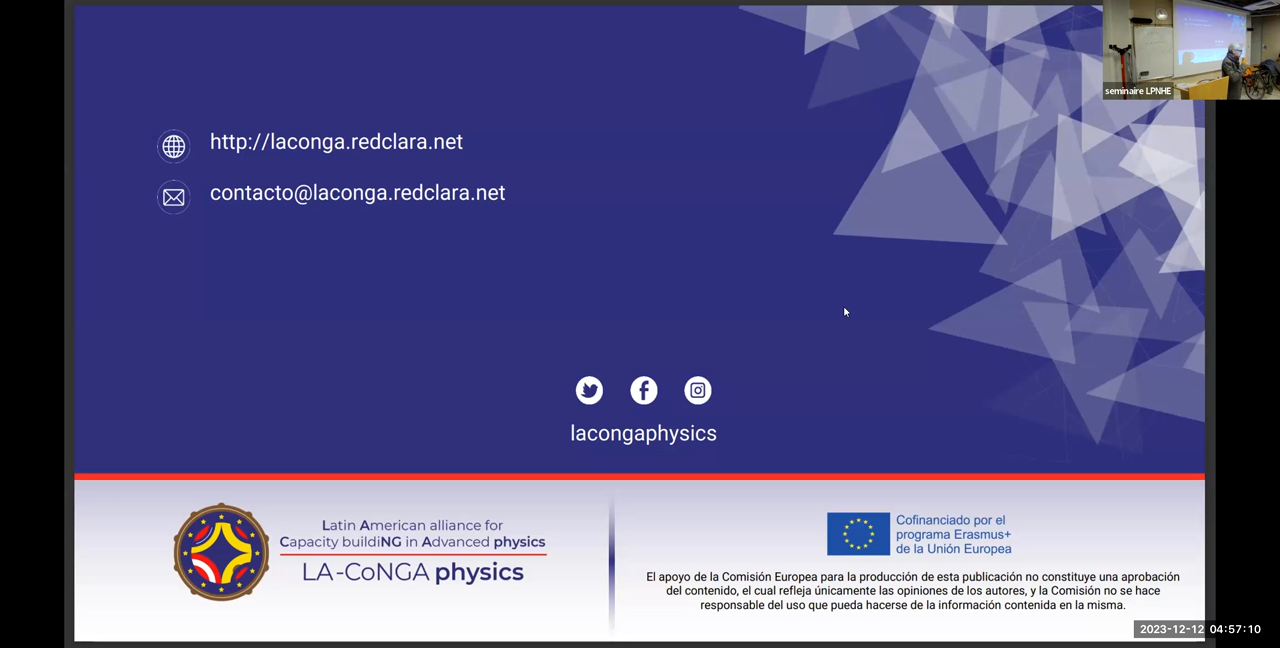 seminaire LPNHE
http://laconga.redclara.net
contacto@laconga.redclara.net
lacongaphysics
Latin American alliance for
Capacity buildiNG in Advanced physics
LA-CoNGA physics
Cofinanciado por el
programa Erasmus+
de la Unión Europea
El apoyo de la Comisión Europea para la producción de esta publicación no constituye una aprobación
del contenido, el cual refleja únicamente las opiniones de los autores, y la Comisión no se hace
responsable del uso que pueda hacerse de la información contenida en la misma.
2023-12-12 04:57:10